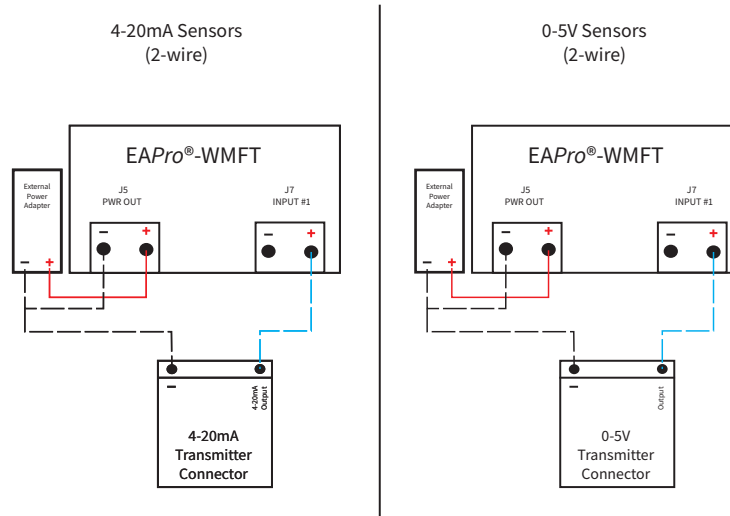 4-20mA Sensors
(2-wire)
EAPro®-WMFT
External
Power
Adapter
J5
PWR OUT
J7
INPUT #1
− +
− +
− +
−
4-20mA
Output
4-20mA
Transmitter
Connector
0-5V Sensors
(2-wire)
EAPro®-WMFT
External
Power
Adapter
J5
PWR OUT
J7
INPUT #1
− +
− +
− +
−
Output
0-5V
Transmitter
Connector